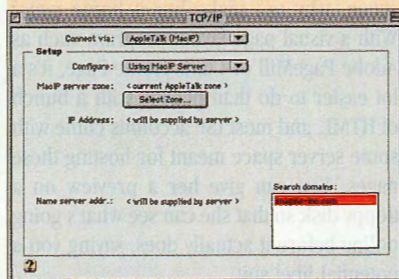 TCP/IP
Connect via: AppleTalk (MacIP)
Setup
Configure: Using MacIP Server
MacIP server zone: < current AppleTalk zone >
Select Zone...
IP Address: < will be supplied by server >
Search domains:
Name server addr.: < will be supplied by server >